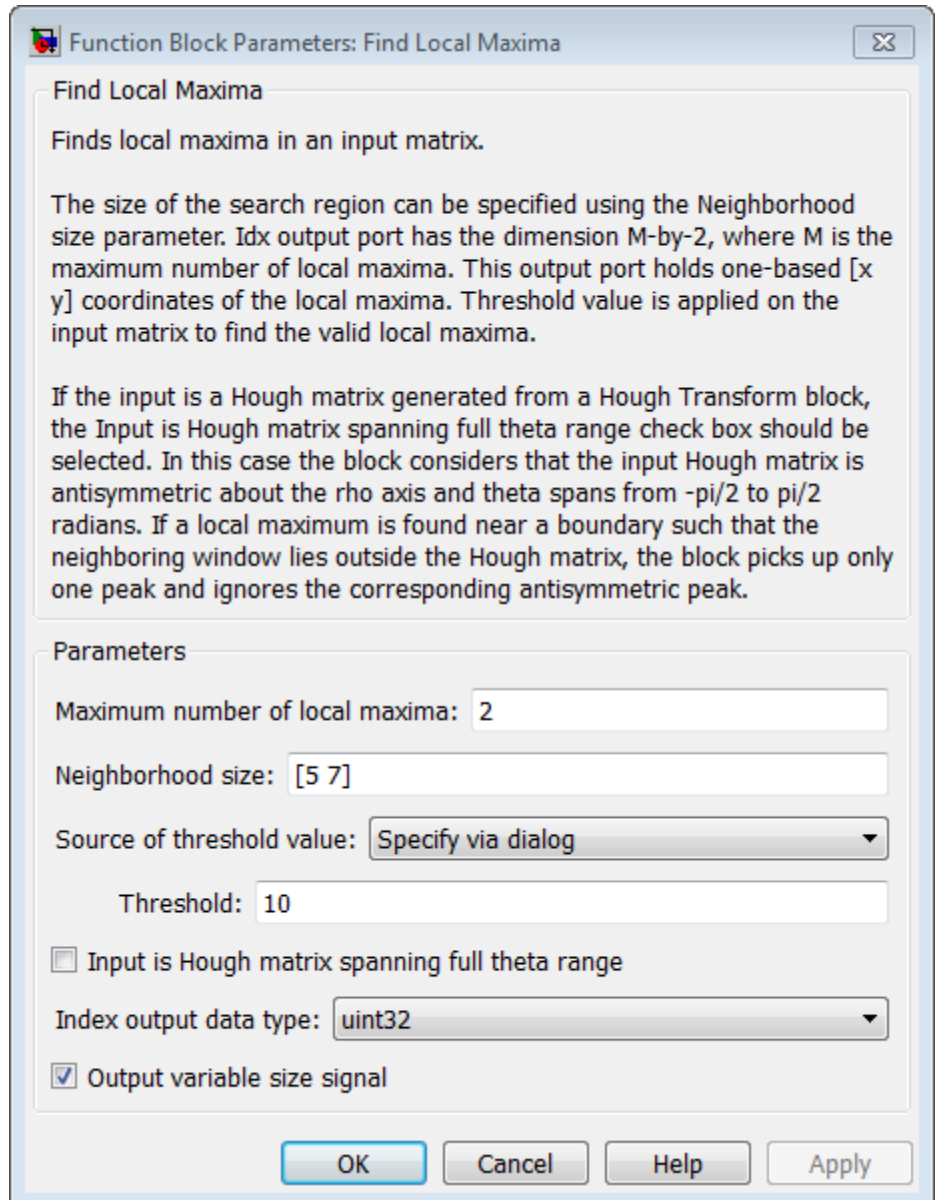 Function Block Parameters: Find Local Maxima
Find Local Maxima
Finds local maxima in an input matrix.
The size of the search region can be specified using the Neighborhood
size parameter. Idx output port has the dimension M-by-2, where M is the
maximum number of local maxima. This output port holds one-based [x
y] coordinates of the local maxima. Threshold value is applied on the
input matrix to find the valid local maxima.
If the input is a Hough matrix generated from a Hough Transform block,
the Input is Hough matrix spanning full theta range check box should be
selected. In this case the block considers that the input Hough matrix is
antisymmetric about the rho axis and theta spans from -pi/2 to pi/2
radians. If a local maximum is found near a boundary such that the
neighboring window lies outside the Hough matrix, the block picks up only
one peak and ignores the corresponding antisymmetric peak.
Parameters
Maximum number of local maxima: 2
Neighborhood size: [5 7]
Source of threshold value: Specify via dialog
Threshold: 10
Input is Hough matrix spanning full theta range
Index output data type: uint32
Output variable size signal
OK Cancel Help Apply